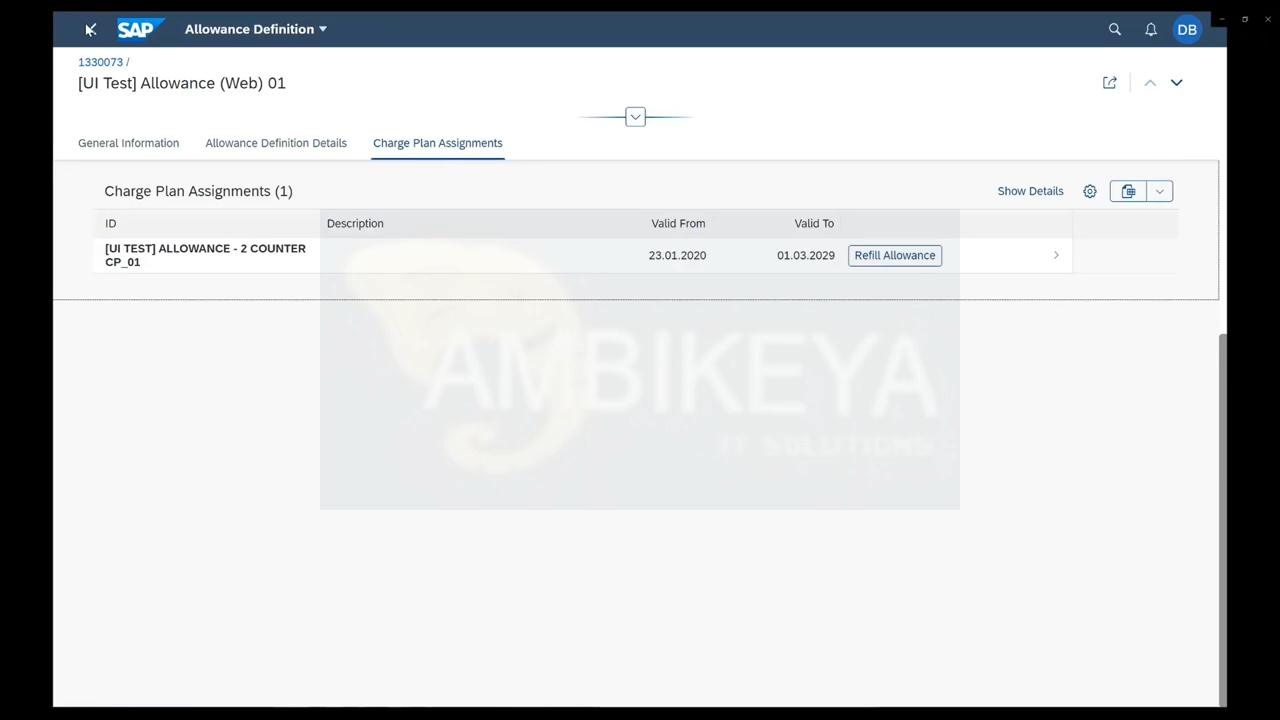 SAP
Allowance Definition
DB
1330073 /
[UI Test] Allowance (Web) 01
General Information
Allowance Definition Details
Charge Plan Assignments
Charge Plan Assignments (1)
Show Details
ID
Description
Valid From
Valid To
[UI TEST] ALLOWANCE - 2 COUNTER
CP_01
23.01.2020
01.03.2029
Refill Allowance
AMBIKEYA
IT SOLUTIONS